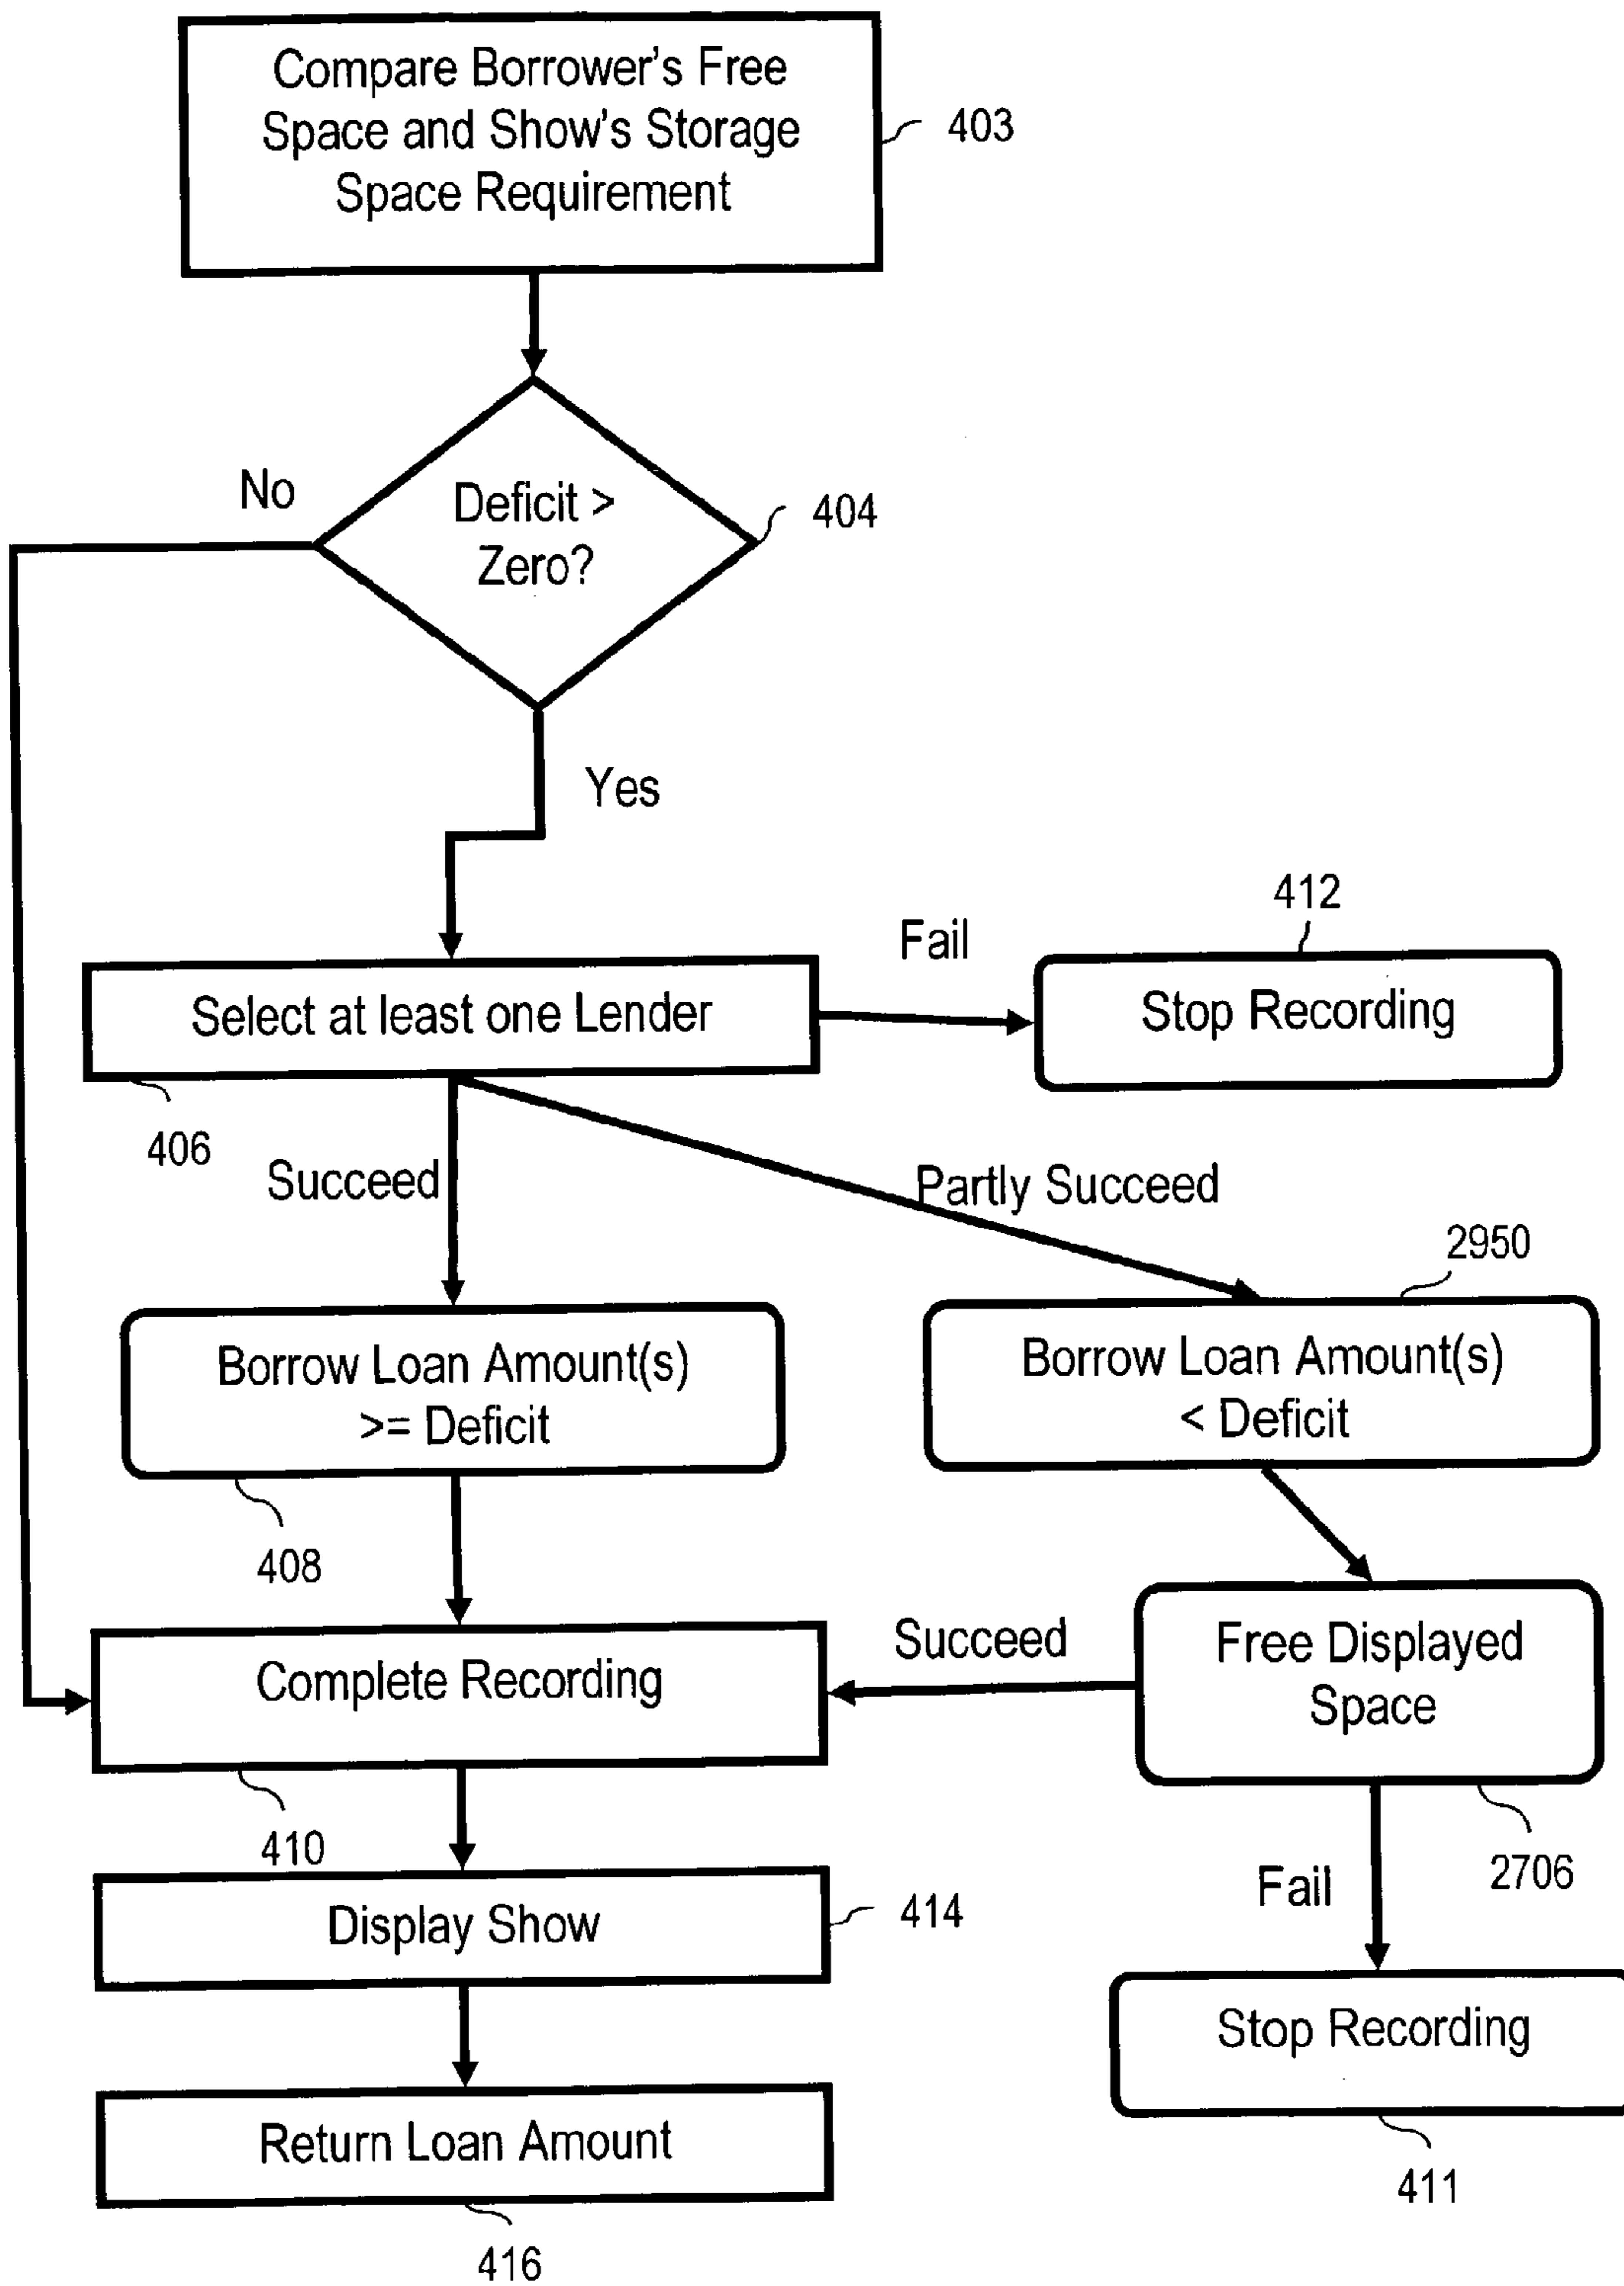 Compare Borrower's Free
Space and Show's Storage
Space Requirement
403
No
Deficit >
Zero?
404
Yes
412
Fail
Select at least one Lender
Stop Recording
406
Succeed
Partly Succeed
2950
Borrow Loan Amount(s)
>= Deficit
Borrow Loan Amount(s)
< Deficit
408
Succeed
Free Displayed
Space
Complete Recording
410
2706
Fail
Display Show
414
Stop Recording
Return Loan Amount
411
416